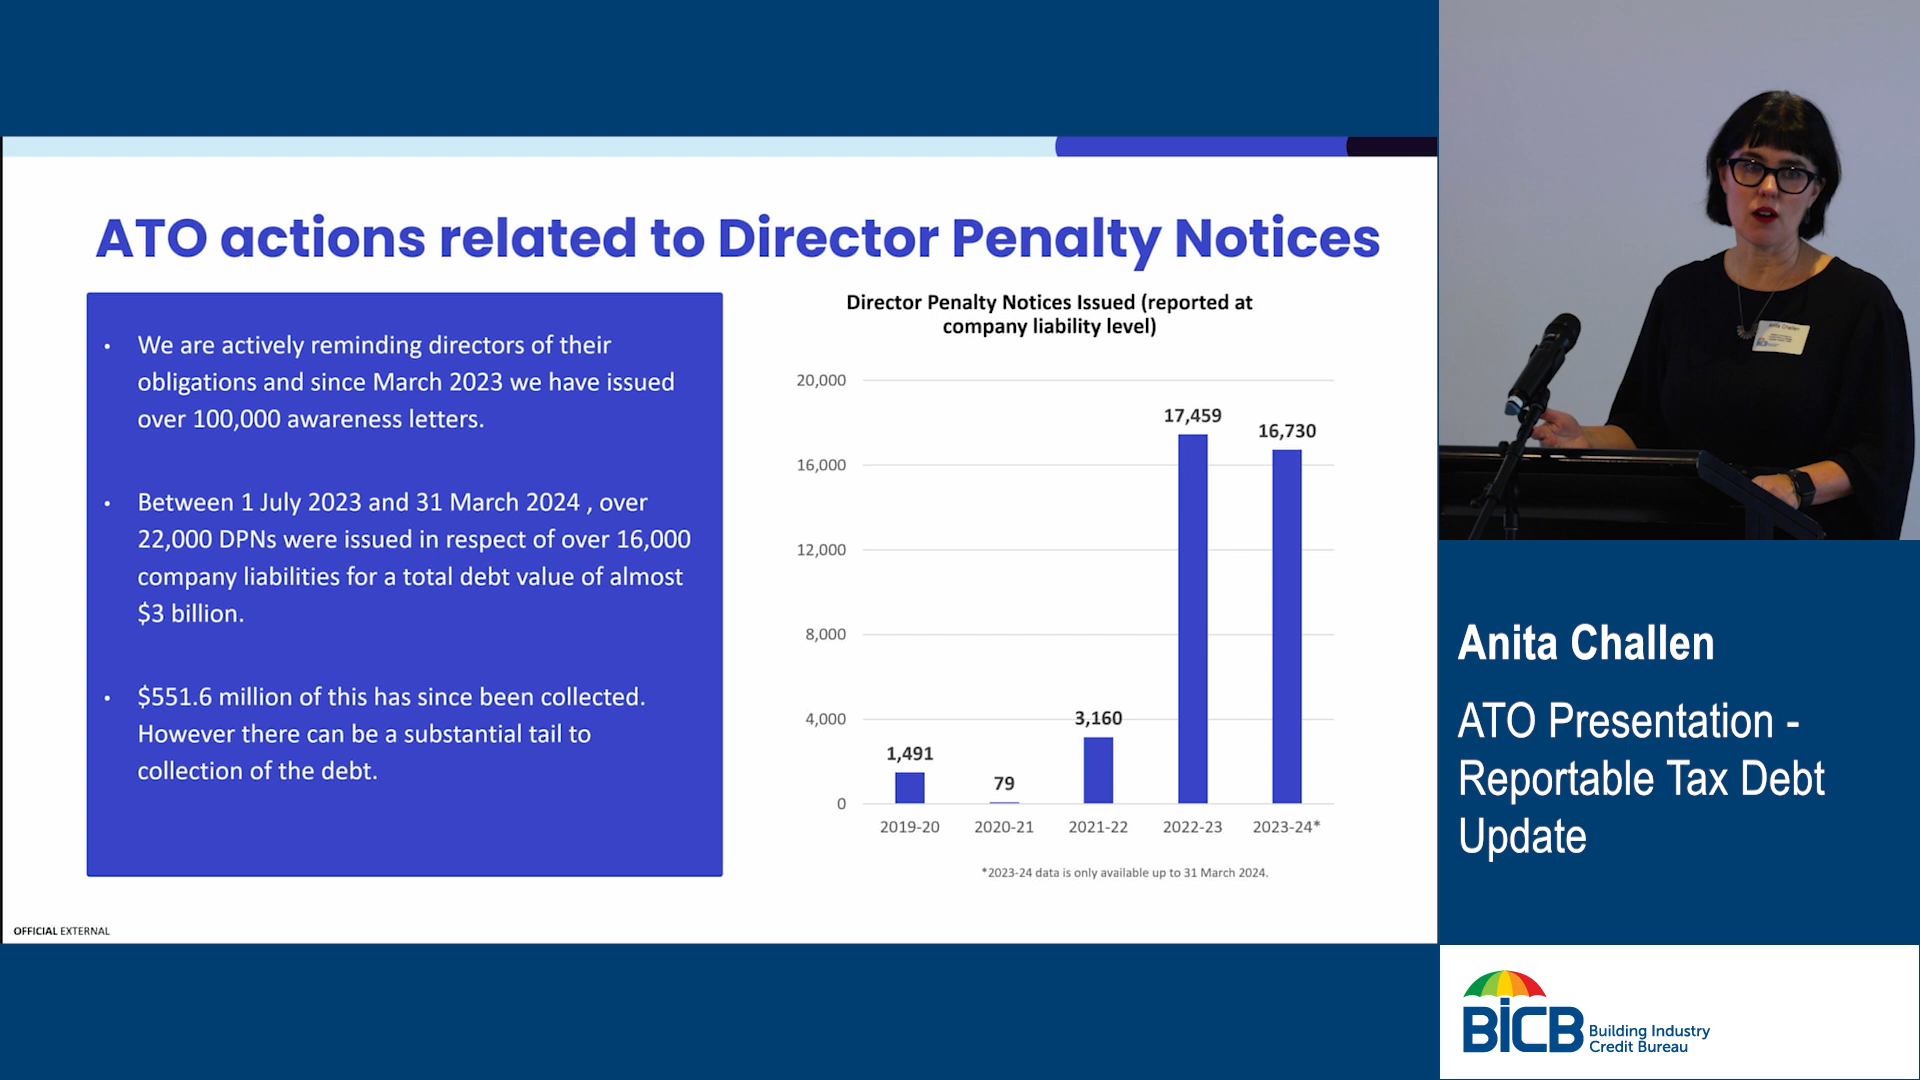 ATO actions related to Director Penalty Notices
• We are actively reminding directors of their
obligations and since March 2023 we have issued
over 100,000 awareness letters.
• Between 1 July 2023 and 31 March 2024 , over
22,000 DPNs were issued in respect of over 16,000
company liabilities for a total debt value of almost
$3 billion.
• $551.6 million of this has since been collected.
However there can be a substantial tail to
collection of the debt.
Director Penalty Notices Issued (reported at
company liability level)
20,000
16,000
12,000
8,000
4,000
0
1,491
79
3,160
17,459
16,730
2019-20 2020-21 2021-22 2022-23 2023-24*
*2023-24 data is only available up to 31 March 2024.
OFFICIAL EXTERNAL
Anita Challen
Anita Challen
ATO Presentation -
Reportable Tax Debt
Update
BICB Building Industry
Credit Bureau